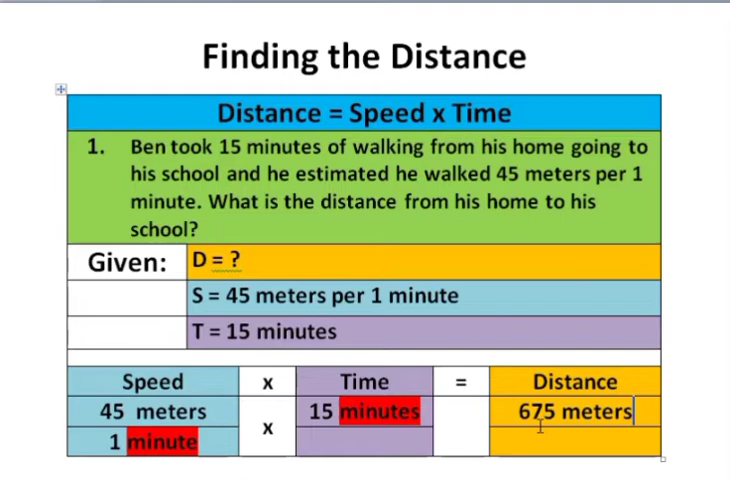 Finding the Distance
Distance = Speed x Time
1. Ben took 15 minutes of walking from his home going to
his school and he estimated he walked 45 meters per 1
minute. What is the distance from his home to his
school?
Given: D = ?
S = 45 meters per 1 minute
T = 15 minutes
Speed x Time = Distance
45 meters 15 minutes 675 meters
x
1 minute